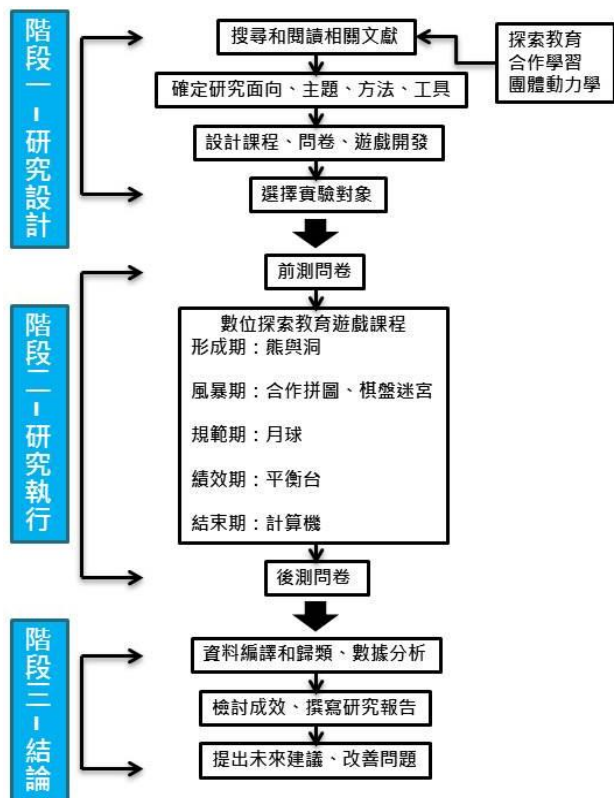 階段一-研究設計
搜尋和閱讀相關文獻
探索教育
合作學習
團體動力學
確定研究面向、主題、方法、工具
設計課程、問卷、遊戲開發
選擇實驗對象
階段二-研究執行
前測問卷
數位探索教育遊戲課程
形成期：熊與洞
風暴期：合作拼圖、棋盤迷宮
規範期：月球
績效期：平衡台
結束期：計算機
後測問卷
階段三-結論
資料編譯和歸類、數據分析
檢討成效、撰寫研究報告
提出未來建議、改善問題